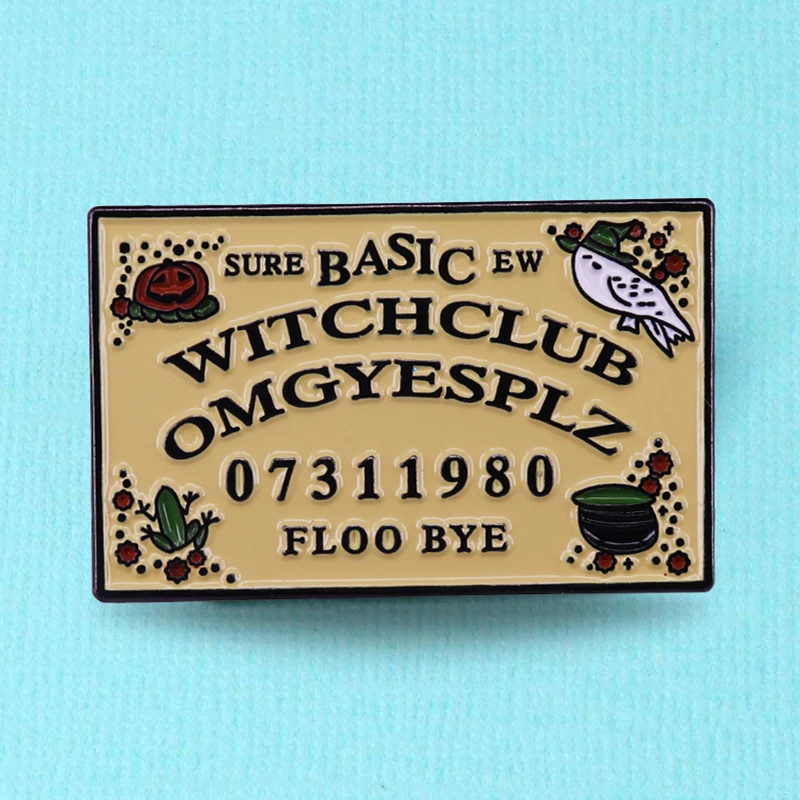 SURE BASIC EW
WITCHCLUB
OMGYESPLZ
07311980
FLOO BYE